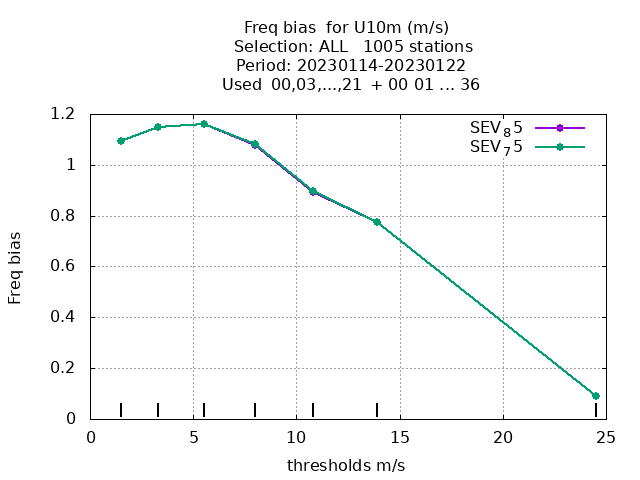 Freq bias for U10m (m/s)
Selection: ALL 1005 stations
Period: 20230114-20230122
Used 00,03,...,21 + 00 01 ... 36
SEV85
SEV75
1.2
1
0.8
0.6
0.4
0.2
0
Freq bias
0 5 10 15 20 25
thresholds m/s